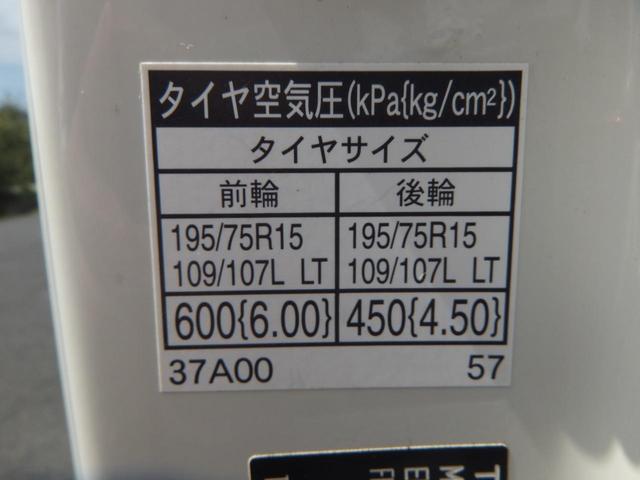 タイヤ空気圧(kPa{kg/cm²})
タイヤサイズ
前輪 後輪
195/75R15 195/75R15
109/107L LT 109/107L LT
600{6.00} 450{4.50}
37A00 57